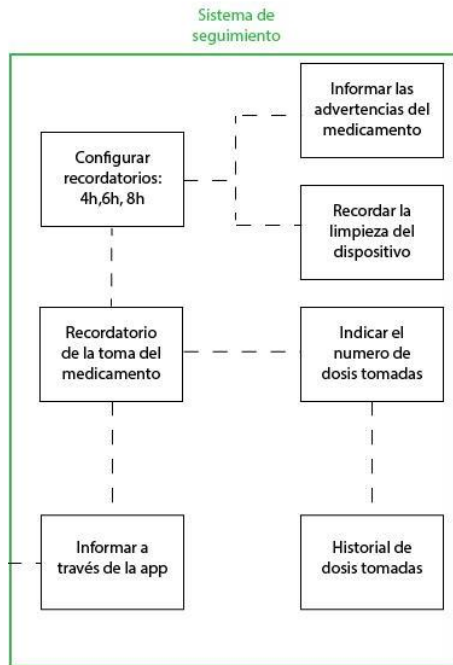 Sistema de
seguimiento
Informar las
advertencias del
medicamento
Configurar
recordatorios:
4h,6h, 8h
Recordar la
limpieza del
dispositivo
Recordatorio
de la toma del
medicamento
Indicar el
numero de
dosis tomadas
Informar a
través de la app
Historial de
dosis tomadas